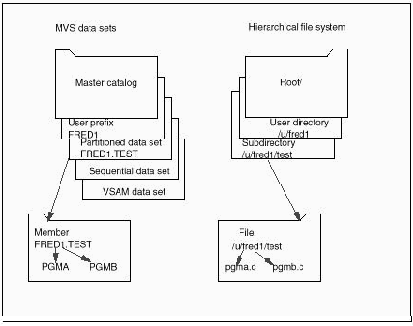 MVS data sets
Hierarchical file system
Master catalog
User prefix
FRED1
Partitioned data set
FRED1.TEST
Sequential data set
VSAM data set
Member
FRED1.TEST
PGMA
PGMB
Root/
User directory
/u/fred1
Subdirectory
/u/fred1/test
File
/u/fred1/test
pgma.c
pgmb.c